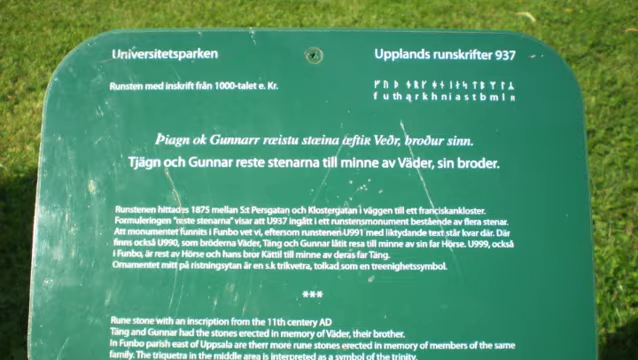 Universitetsparken
Upplands runskrifter 937
Runsten med inskrift från 1000-talet e. Kr.
ᚠ ᚢ ᚦ ᚬ ᚱ ᚴ ᚼ ᚾ ᛁ ᛅ ᛋ ᛏ ᛒ ᛘ ᛚ ᛦ
f u th ą r k h n i a s t b m l ʀ
Þiagn ok Gunnarr ræistu stæina æftiʀ Veðr, broður sinn.
Tjägn och Gunnar reste stenarna till minne av Väder, sin broder.
Runstenen hittades 1875 mellan S:t Persgatan och Klostergatan i väggen till ett franciskankloster.
Formuleringen "reste stenarna" visar att U937 ingått i ett runstensmonument bestående av flera stenar.
Att monumentet funnits i Funbo vet vi, eftersom runstenen U991 med liktydande text står kvar där. Där
finns också U990, som bröderna Väder, Täng och Gunnar låtit resa till minne av sin far Hörse. U999, också
i Funbo, är rest av Hörse och hans bror Kättil till minne av deras far Täng.
Ornamentet mitt på ristningsytan är en s.k trikvetra, tolkad som en treenighetssymbol.
***
Rune stone with an inscription from the 11th centery AD
Täng and Gunnar had the stones erected in memory of Väder, their brother.
In Funbo parish east of Uppsala are therr more rune stones erected in memory of members of the same
family. The triquetra in the middle area is interpreted as a symbol of the trinity.